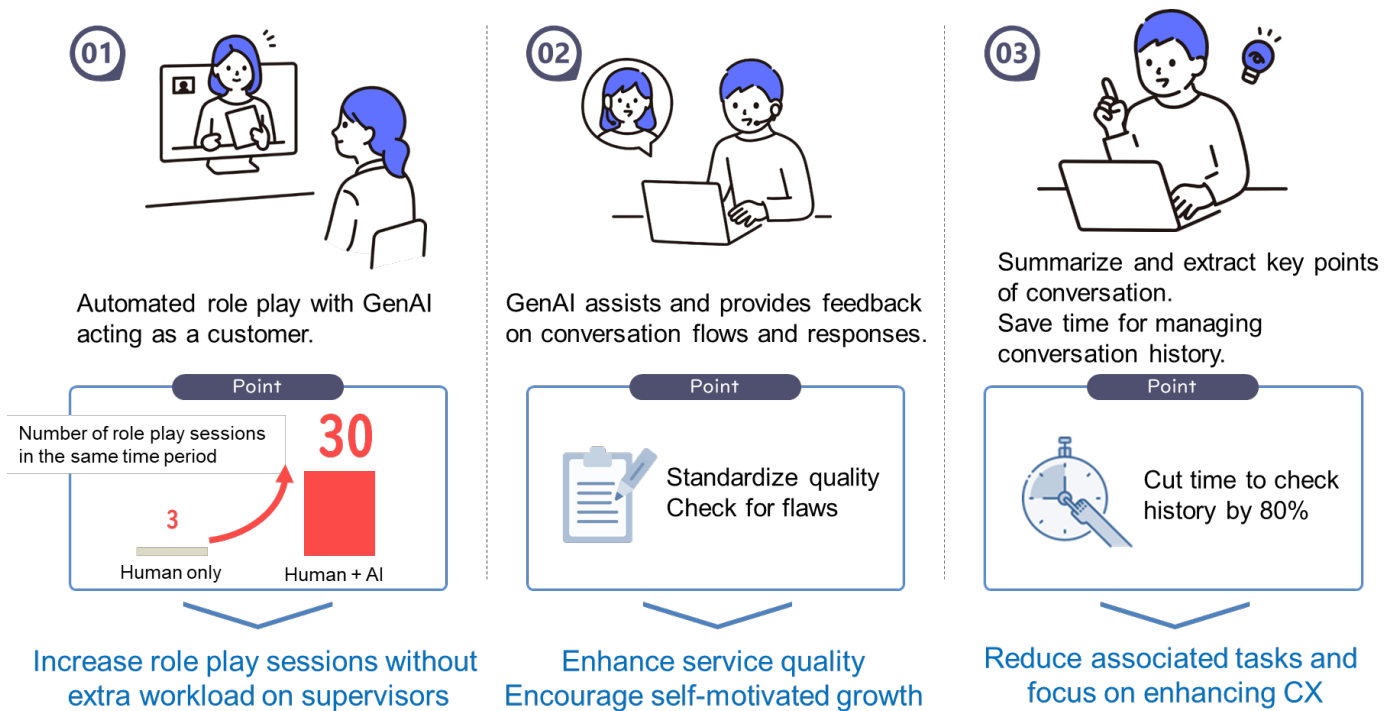 01
Automated role play with GenAI
acting as a customer.
Point
Number of role play sessions
in the same time period
30
3
Human only
Human + AI
Increase role play sessions without
extra workload on supervisors
02
GenAI assists and provides feedback
on conversation flows and responses.
Point
Standardize quality
Check for flaws
Enhance service quality
Encourage self-motivated growth
03
Summarize and extract key points
of conversation.
Save time for managing
conversation history.
Point
Cut time to check
history by 80%
Reduce associated tasks and
focus on enhancing CX